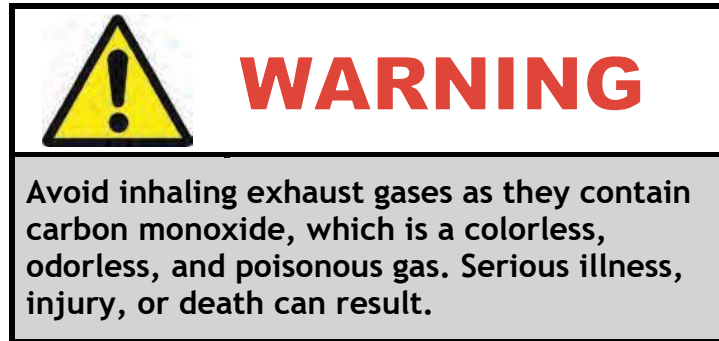 WARNING
Avoid inhaling exhaust gases as they contain
carbon monoxide, which is a colorless,
odorless, and poisonous gas. Serious illness,
injury, or death can result.